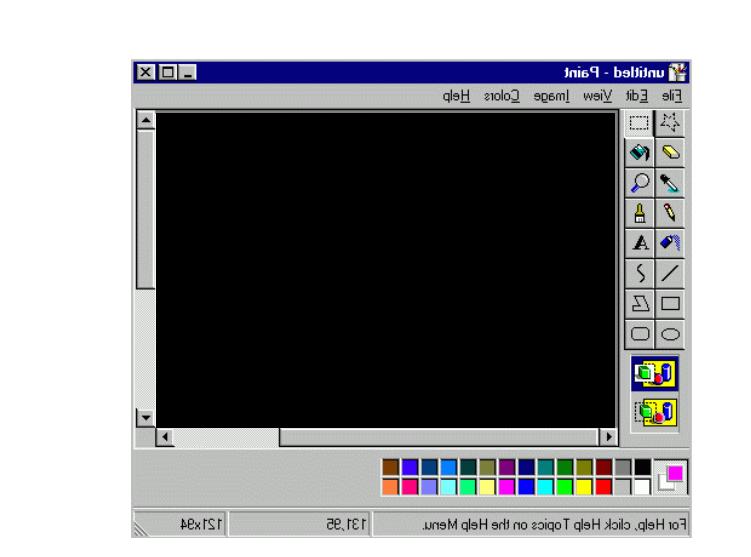 untitled - Paint
File Edit View Image Colors Help
A
For Help, click Help Topics on the Help Menu. 131,95 121x94